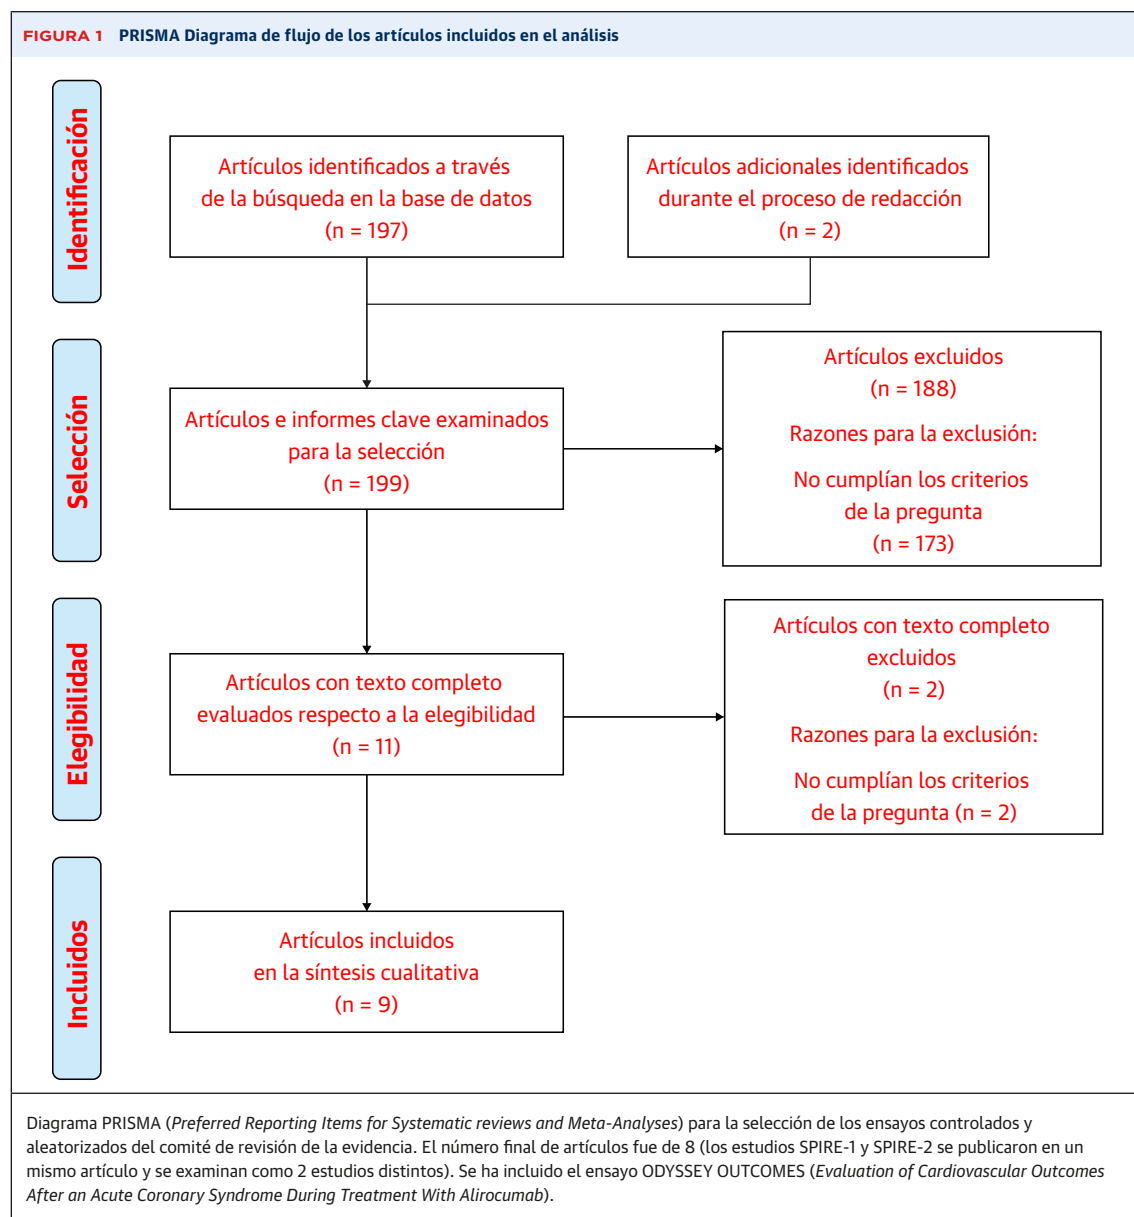 FIGURA 1 PRISMA Diagrama de flujo de los artículos incluidos en el análisis
Identificación
Artículos identificados a través
de la búsqueda en la base de datos
(n = 197)
Artículos adicionales identificados
durante el proceso de redacción
(n = 2)
Selección
Artículos e informes clave examinados
para la selección
(n = 199)
Artículos excluidos
(n = 188)
Razones para la exclusión:
No cumplían los criterios
de la pregunta
(n = 173)
Elegibilidad
Artículos con texto completo
evaluados respecto a la elegibilidad
(n = 11)
Artículos con texto completo
excluidos
(n = 2)
Razones para la exclusión:
No cumplían los criterios
de la pregunta (n = 2)
Incluidos
Artículos incluidos
en la síntesis cualitativa
(n = 9)
Diagrama PRISMA (Preferred Reporting Items for Systematic reviews and Meta-Analyses) para la selección de los ensayos controlados y
aleatorizados del comité de revisión de la evidencia. El número final de artículos fue de 8 (los estudios SPIRE-1 y SPIRE-2 se publicaron en un
mismo artículo y se examinan como 2 estudios distintos). Se ha incluido el ensayo ODYSSEY OUTCOMES (Evaluation of Cardiovascular Outcomes
After an Acute Coronary Syndrome During Treatment With Alirocumab).